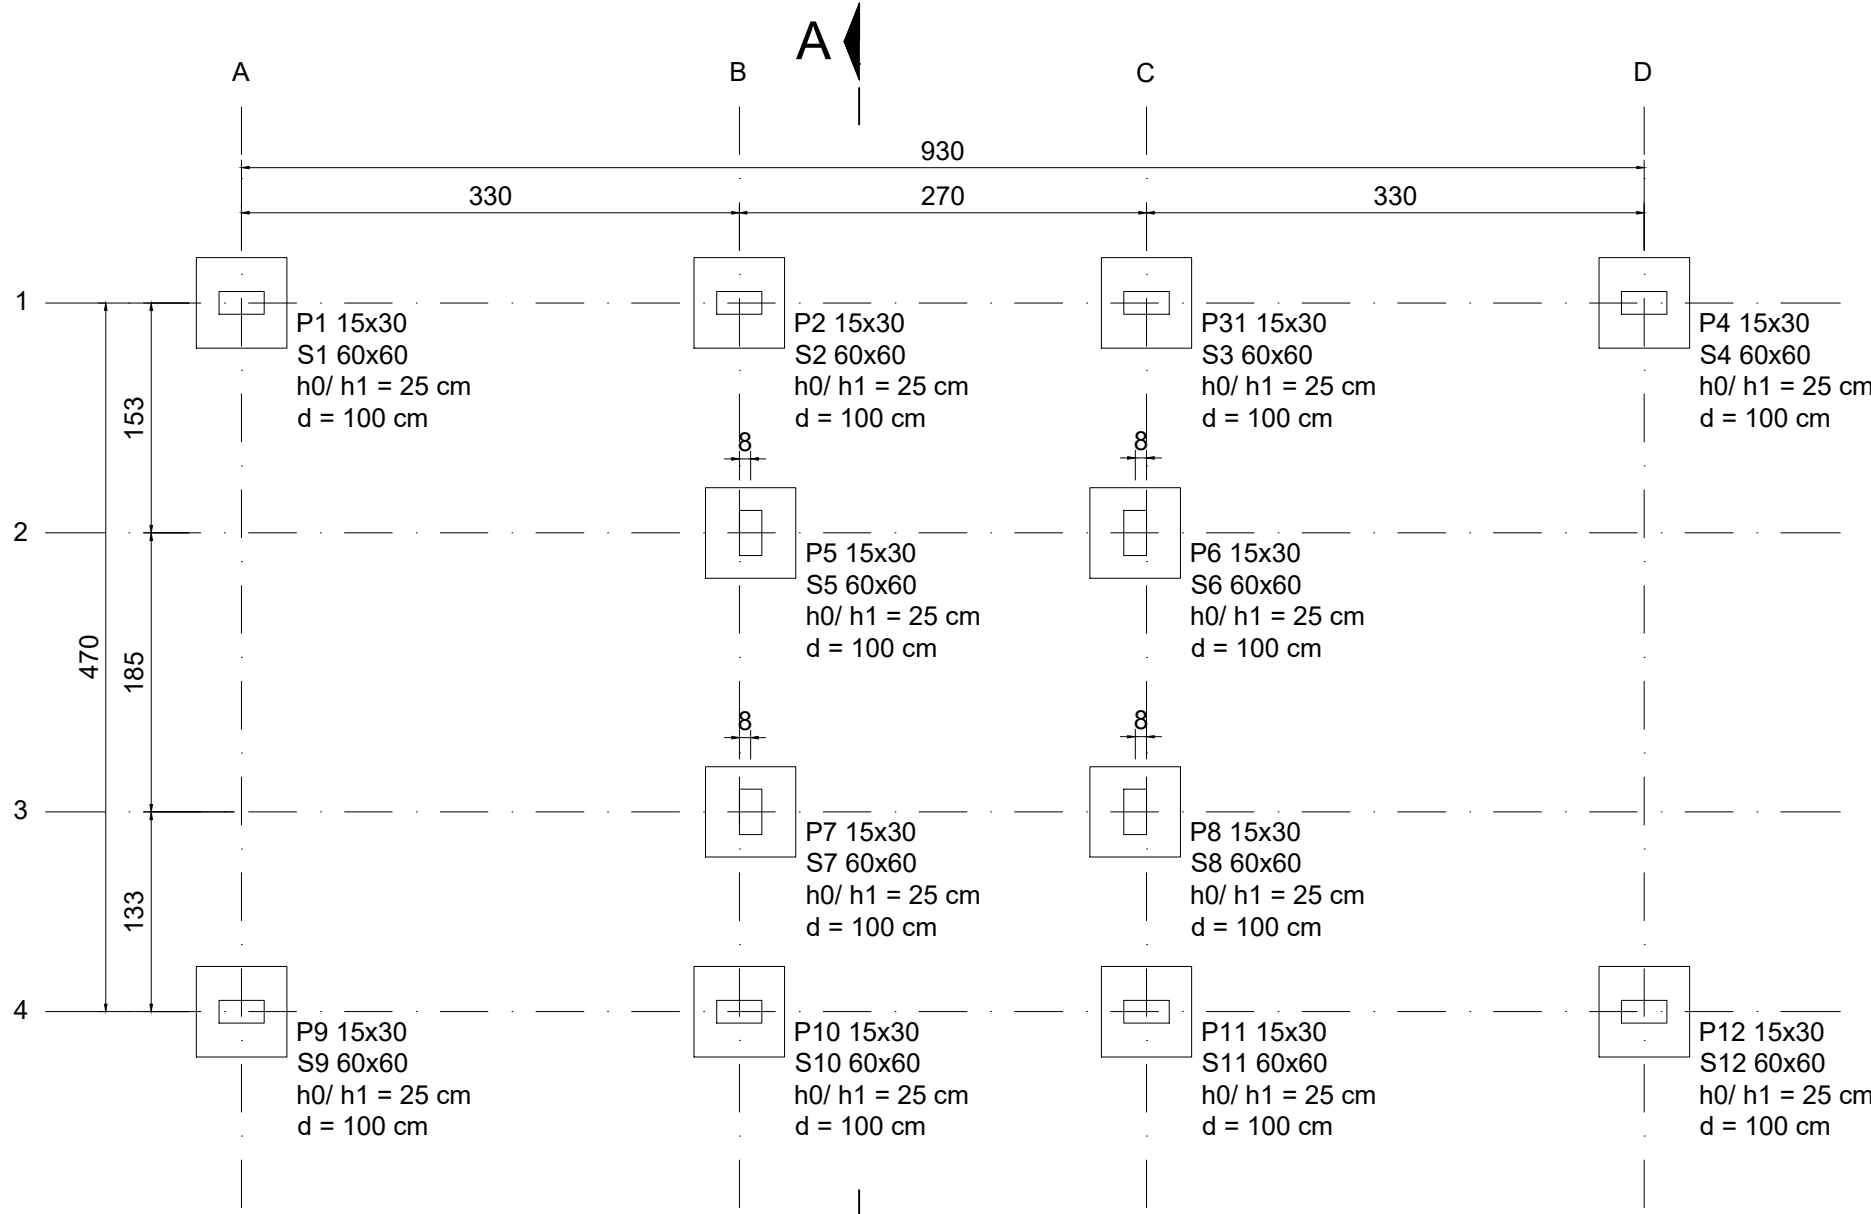 A
A
B
C
D
930
330
270
330
1
P1 15x30
S1 60x60
h0/ h1 = 25 cm
d = 100 cm
P2 15x30
S2 60x60
h0/ h1 = 25 cm
d = 100 cm
P31 15x30
S3 60x60
h0/ h1 = 25 cm
d = 100 cm
P4 15x30
S4 60x60
h0/ h1 = 25 cm
d = 100 cm
153
8
8
2
P5 15x30
S5 60x60
h0/ h1 = 25 cm
d = 100 cm
P6 15x30
S6 60x60
h0/ h1 = 25 cm
d = 100 cm
470
185
8
8
3
P7 15x30
S7 60x60
h0/ h1 = 25 cm
d = 100 cm
P8 15x30
S8 60x60
h0/ h1 = 25 cm
d = 100 cm
133
4
P9 15x30
S9 60x60
h0/ h1 = 25 cm
d = 100 cm
P10 15x30
S10 60x60
h0/ h1 = 25 cm
d = 100 cm
P11 15x30
S11 60x60
h0/ h1 = 25 cm
d = 100 cm
P12 15x30
S12 60x60
h0/ h1 = 25 cm
d = 100 cm